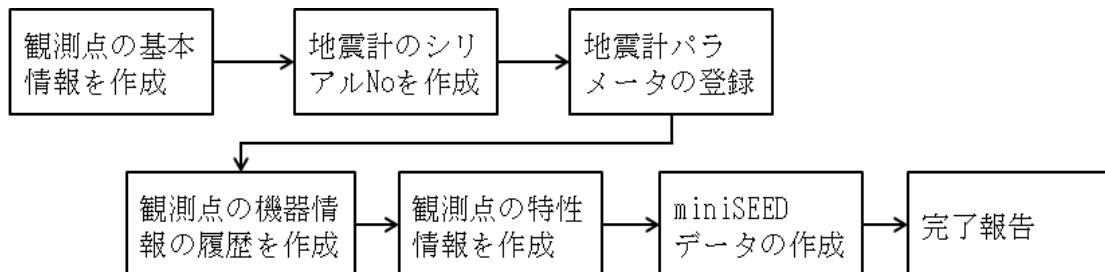 観測点の基本
情報を作成
地震計のシリ
アルNoを作成
地震計パラ
メータの登録
観測点の機器情
報の履歴を作成
観測点の特性
情報を作成
miniSEED
データの作成
完了報告